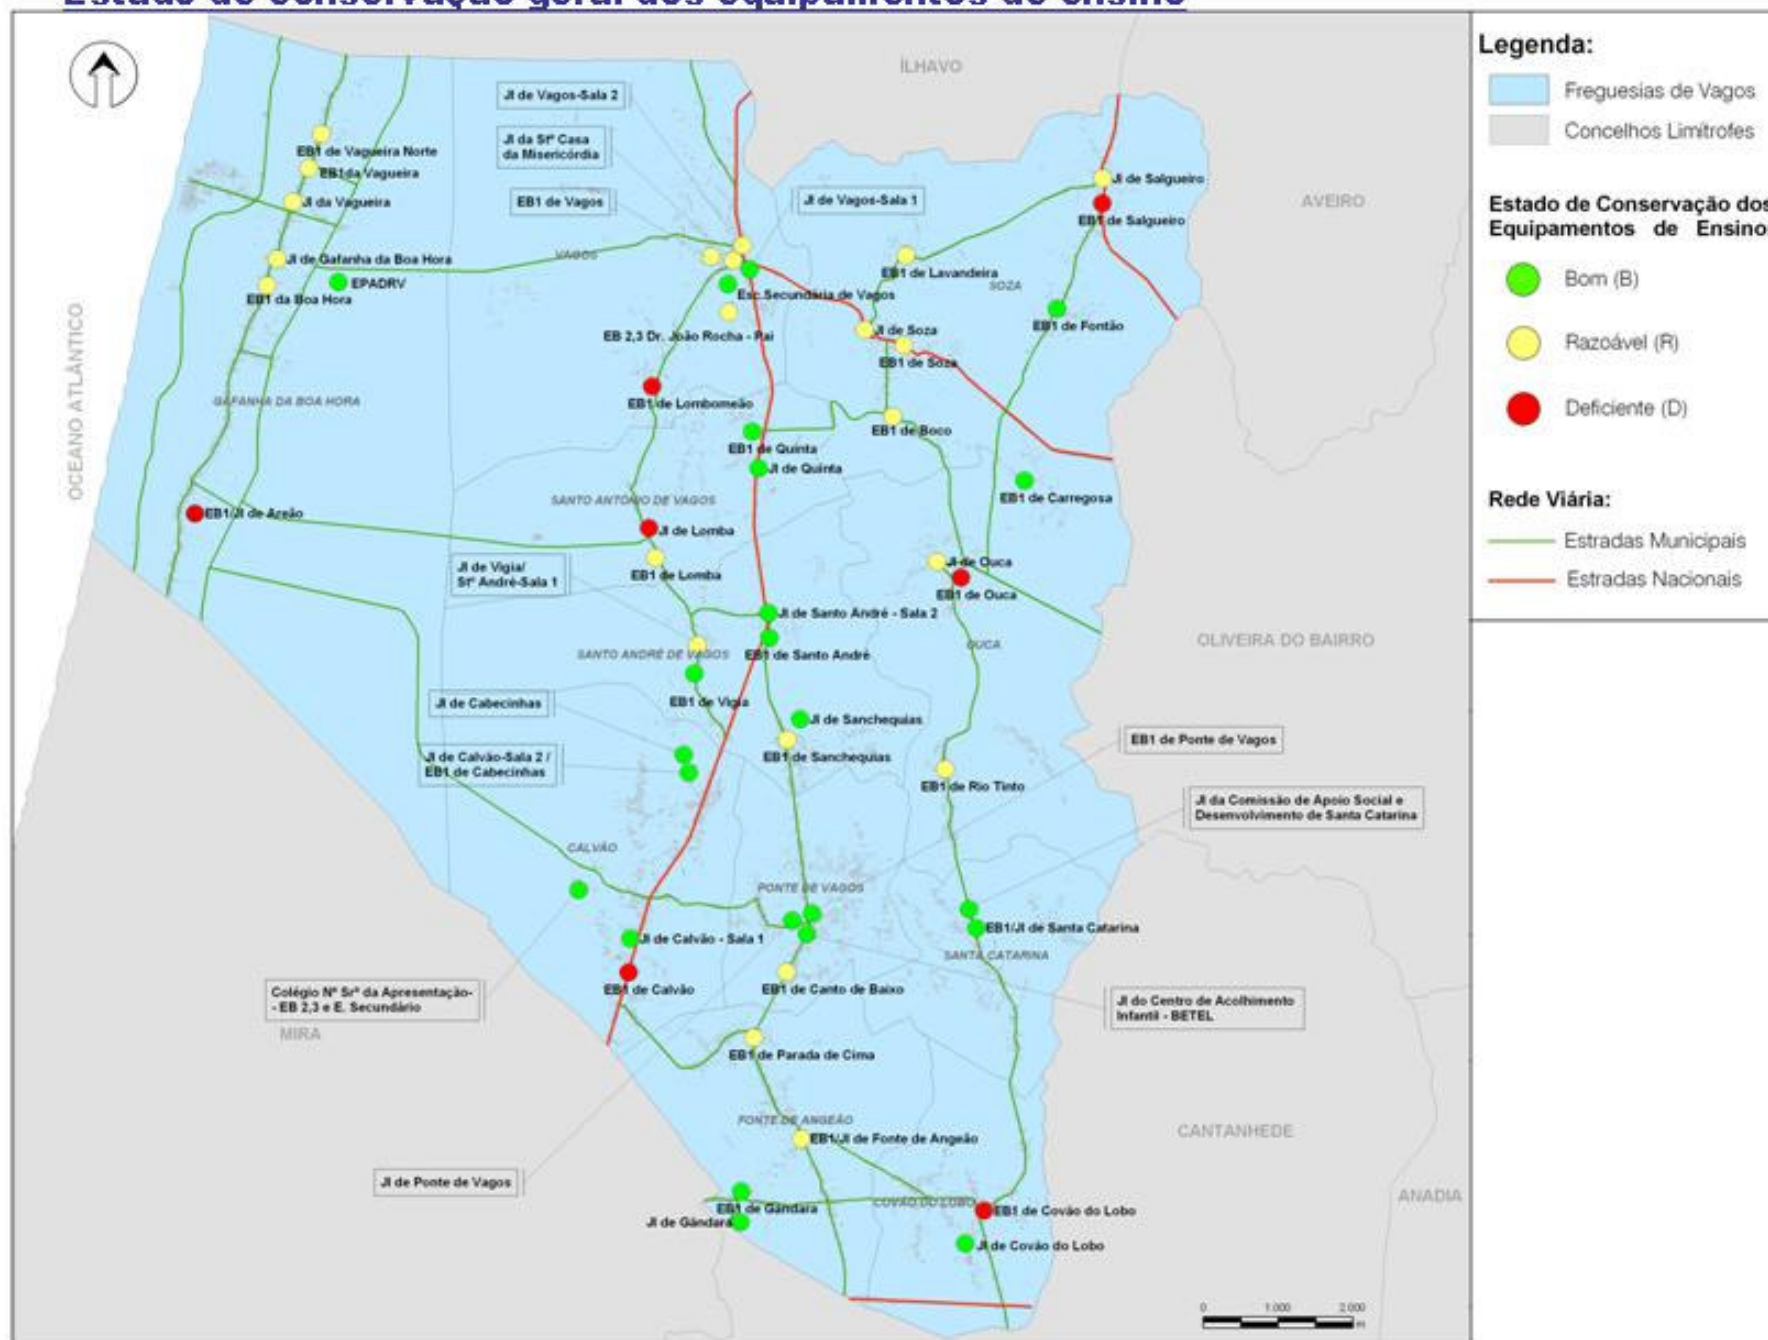 Estado de conservação geral dos equipamentos de ensino
ÍLHAVO
AVEIRO
OLIVEIRA DO BAIRRO
CANTANHEDE
ANADIA
MIRA
OCEANO ATLÂNTICO
JI de Vagos-Sala 2
JI da Stª Casa
da Misericórdia
EB1 de Vagos
JI de Vagos-Sala 1
EB1 de Vagueira Norte
EB1da Vagueira
JI da Vagueira
JI de Gafanha da Boa Hora
EPADRV
EB1 da Boa Hora
VAGOS
JI de Salgueiro
EB1 de Salgueiro
EB1 de Lavandeira
SOZA
Esc.Secundária de Vagos
EB1 de Fontão
JI de Soza
EB1 de Soza
EB 2,3 Dr. João Rocha - Pai
GAFANHA DA BOA HORA
EB1 de Lombomeão
EB1 de Boco
EB1 de Quinta
JI de Quinta
EB1 de Carregosa
SANTO ANTÓNIO DE VAGOS
EB1/JI de Areão
JI de Lomba
EB1 de Lomba
JI de Vigia/
Stº André-Sala 1
JI de Ouca
EB1 de Ouca
JI de Santo André - Sala 2
EB1 de Santo André
OUCA
SANTO ANDRÉ DE VAGOS
EB1 de Vigia
JI de Cabecinhas
JI de Sanchequias
EB1 de Sanchequias
EB1 de Ponte de Vagos
JI de Calvão-Sala 2 /
EB1 de Cabecinhas
EB1 de Rio Tinto
JI da Comissão de Apoio Social e
Desenvolvimento de Santa Catarina
CALVÃO
PONTE DE VAGOS
EB1/JI de Santa Catarina
JI de Calvão - Sala 1
SANTA CATARINA
EB1 de Calvão
EB1 de Canto de Baixo
Colégio Nª Srª da Apresentação-
- EB 2,3 e E. Secundário
JI do Centro de Acolhimento
Infantil - BETEL
EB1 de Parada de Cima
FONTE DE ANGEÃO
EB1/JI de Fonte de Angeão
JI de Ponte de Vagos
COVÃO DO LOBO
EB1 de Gândara
EB1 de Covão do Lobo
JI de Gândara
JI de Covão do Lobo
0 1.000 2.000
m
Legenda:
Freguesias de Vagos
Concelhos Limítrofes
Estado de Conservação dos
Equipamentos de Ensino
Bom (B)
Razoável (R)
Deficiente (D)
Rede Viária:
Estradas Municipais
Estradas Nacionais